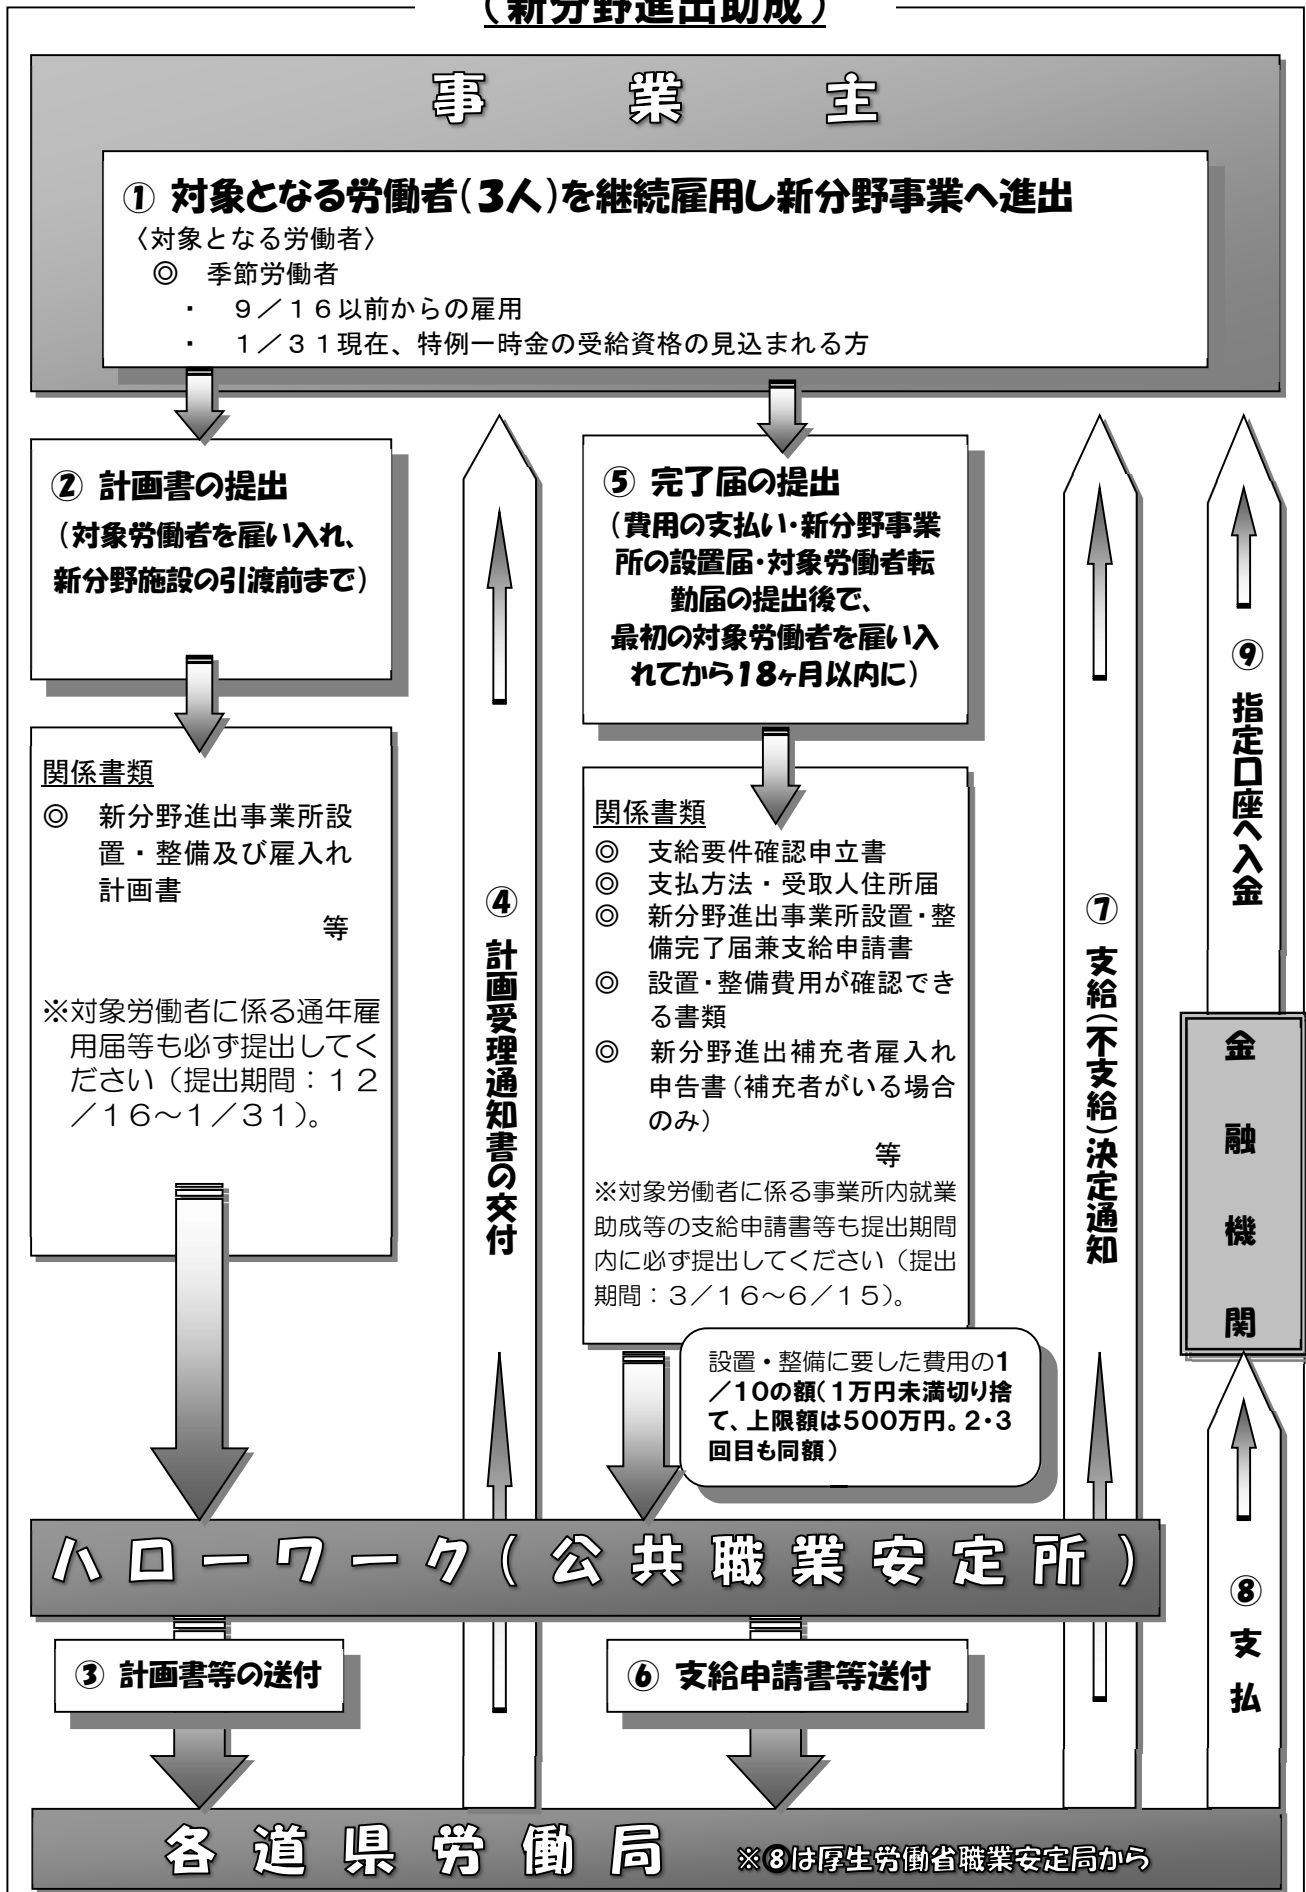 （新分野進出助成）
事業主
① 対象となる労働者（３人）を継続雇用し新分野事業へ進出
〈対象となる労働者〉
◎　季節労働者
・　９／１６以前からの雇用
・　１／３１現在、特例一時金の受給資格の見込まれる方
② 計画書の提出
（対象労働者を雇い入れ、
新分野施設の引渡前まで）
関係書類
◎　新分野進出事業所設
置・整備及び雇入れ
計画書
等
※対象労働者に係る通年雇
用届等も必ず提出してく
ださい（提出期間：１２
／１６～１／３１）。
④ 計画受理通知書の交付
⑤ 完了届の提出
（費用の支払い・新分野事業
所の設置届・対象労働者転
勤届の提出後で、
最初の対象労働者を雇い入
れてから18ヶ月以内に）
関係書類
◎　支給要件確認申立書
◎　支払方法・受取人住所届
◎　新分野進出事業所設置・整
備完了届兼支給申請書
◎　設置・整備費用が確認でき
る書類
◎　新分野進出補充者雇入れ
申告書（補充者がいる場合
のみ）
等
※対象労働者に係る事業所内就業
助成等の支給申請書等も提出期間
内に必ず提出してください（提出
期間：３／１６～６／１５）。
設置・整備に要した費用の1
／10の額（1万円未満切り捨
て、上限額は500万円。2・3
回目も同額）
⑦ 支給（不支給）決定通知
⑨ 指定口座へ入金
金融機関
⑧ 支払
ハローワーク（公共職業安定所）
③ 計画書等の送付
⑥ 支給申請書等送付
各道県労働局
※❽は厚生労働省職業安定局から